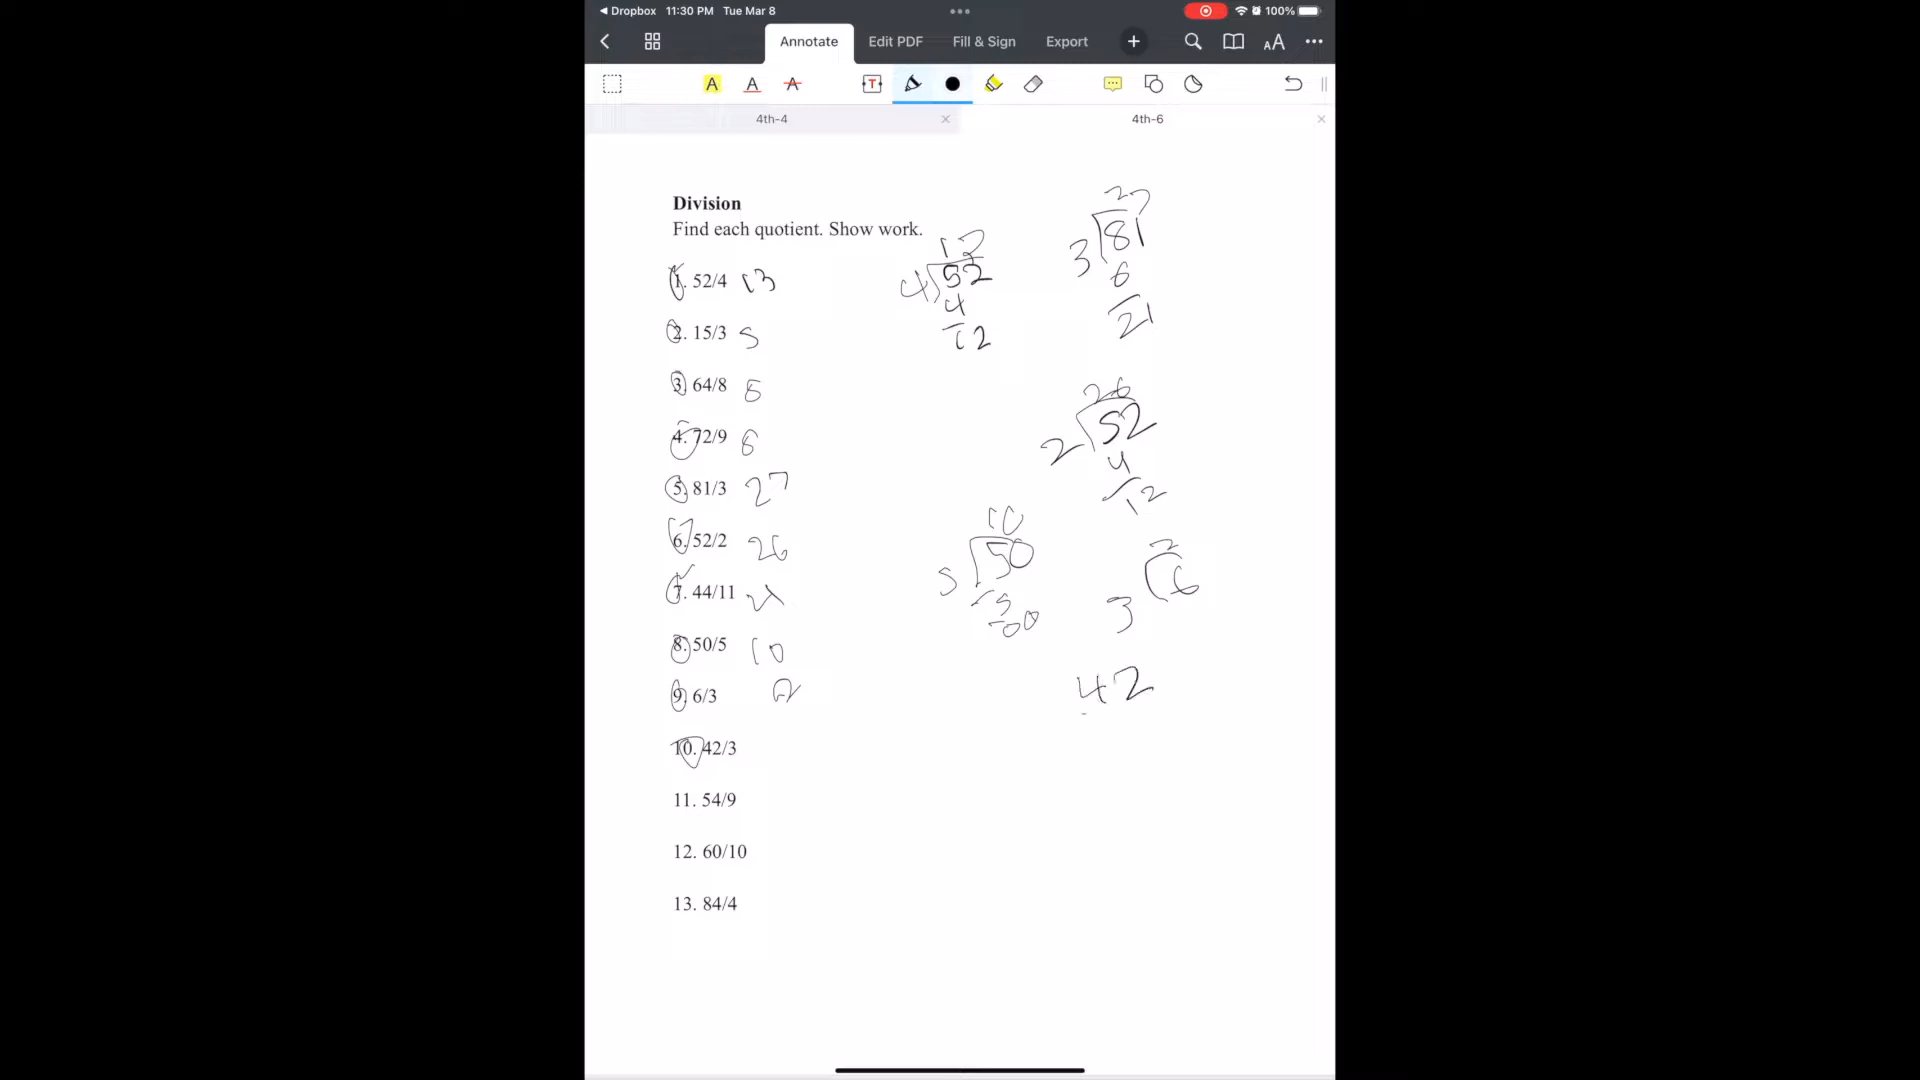 Dropbox 11:30 PM Tue Mar 8 100%
Annotate Edit PDF Fill & Sign Export
4th-4 4th-6
Division
Find each quotient. Show work.
1. 52/4 13
2. 15/3 5
3. 64/8 8
4. 72/9 8
5. 81/3 27
6. 52/2 26
7. 44/11
8. 50/5 10
9. 6/3 2
10. 42/3
11. 54/9
12. 60/10
13. 84/4
13
4 52
4
12
27
3 81
6
21
26
2 52
4
12
10
5 50
-5
00
2
3 6
42